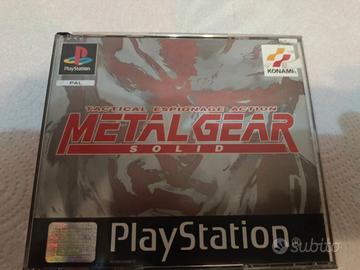 PlayStation
PAL
KONAMI
TACTICAL ESPIONAGE ACTION
METAL GEAR
SOLID
PlayStation
subito